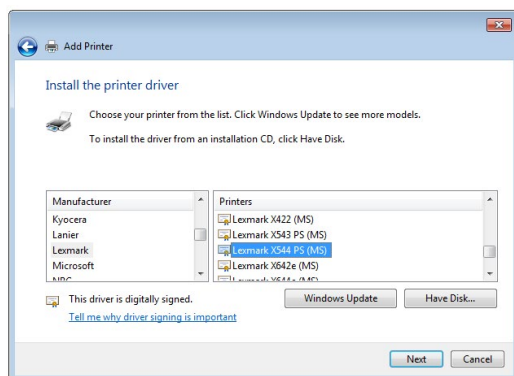 Add Printer
Install the printer driver
Choose your printer from the list. Click Windows Update to see more models.
To install the driver from an installation CD, click Have Disk.
Manufacturer
Kyocera
Lanier
Lexmark
Microsoft
Printers
Lexmark X422 (MS)
Lexmark X543 PS (MS)
Lexmark X544 PS (MS)
Lexmark X642e (MS)
This driver is digitally signed.
Tell me why driver signing is important
Windows Update
Have Disk...
Next
Cancel